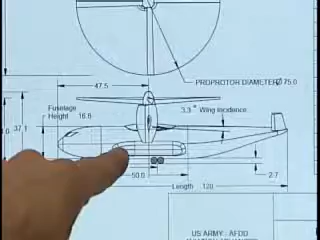 PROPROTOR DIAMETER Ø 75.0
47.5
Fuselage
Height 16.6
3.3 ° Wing Incidence
37.1
50.0
2.7
Length 120
US ARMY - AFDD